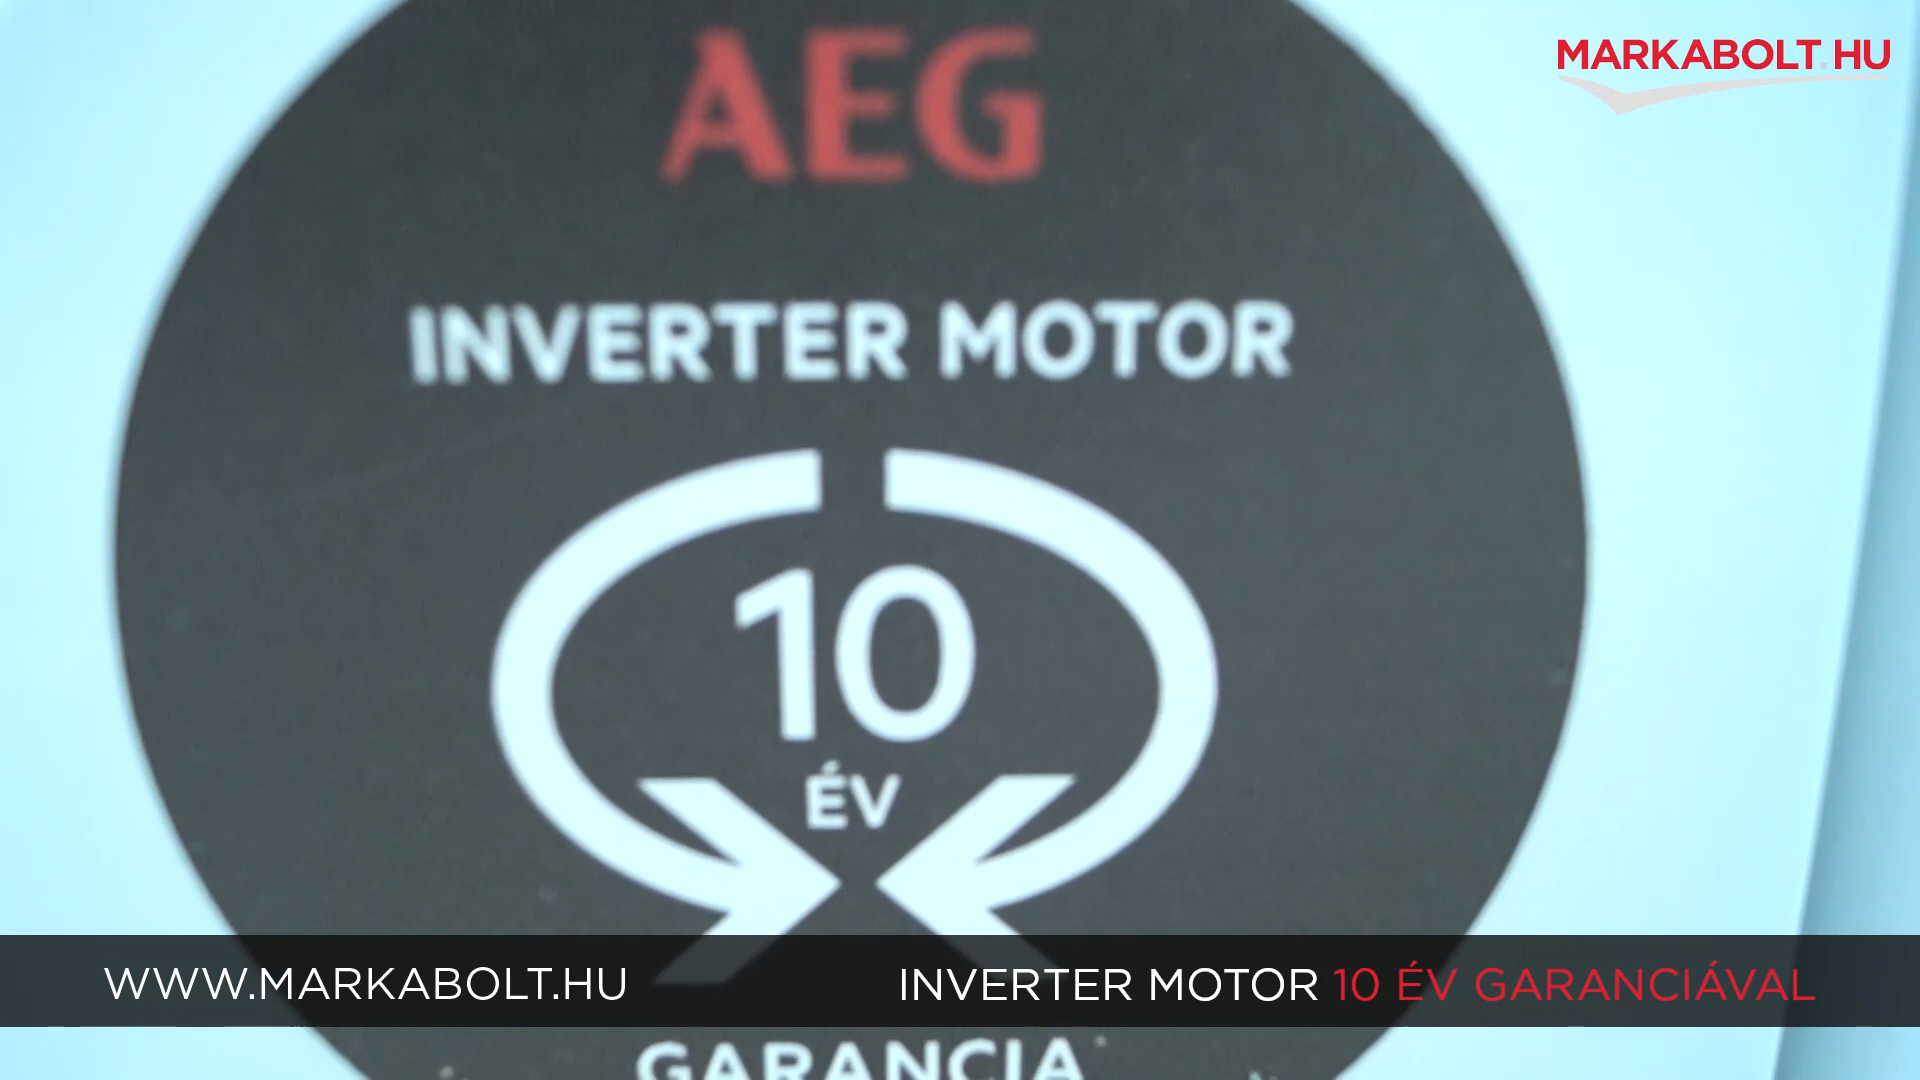 MARKABOLT.HU
AEG
INVERTER MOTOR
10
ÉV
WWW.MARKABOLT.HU
INVERTER MOTOR 10 ÉV GARANCIÁVAL
GARANCIA